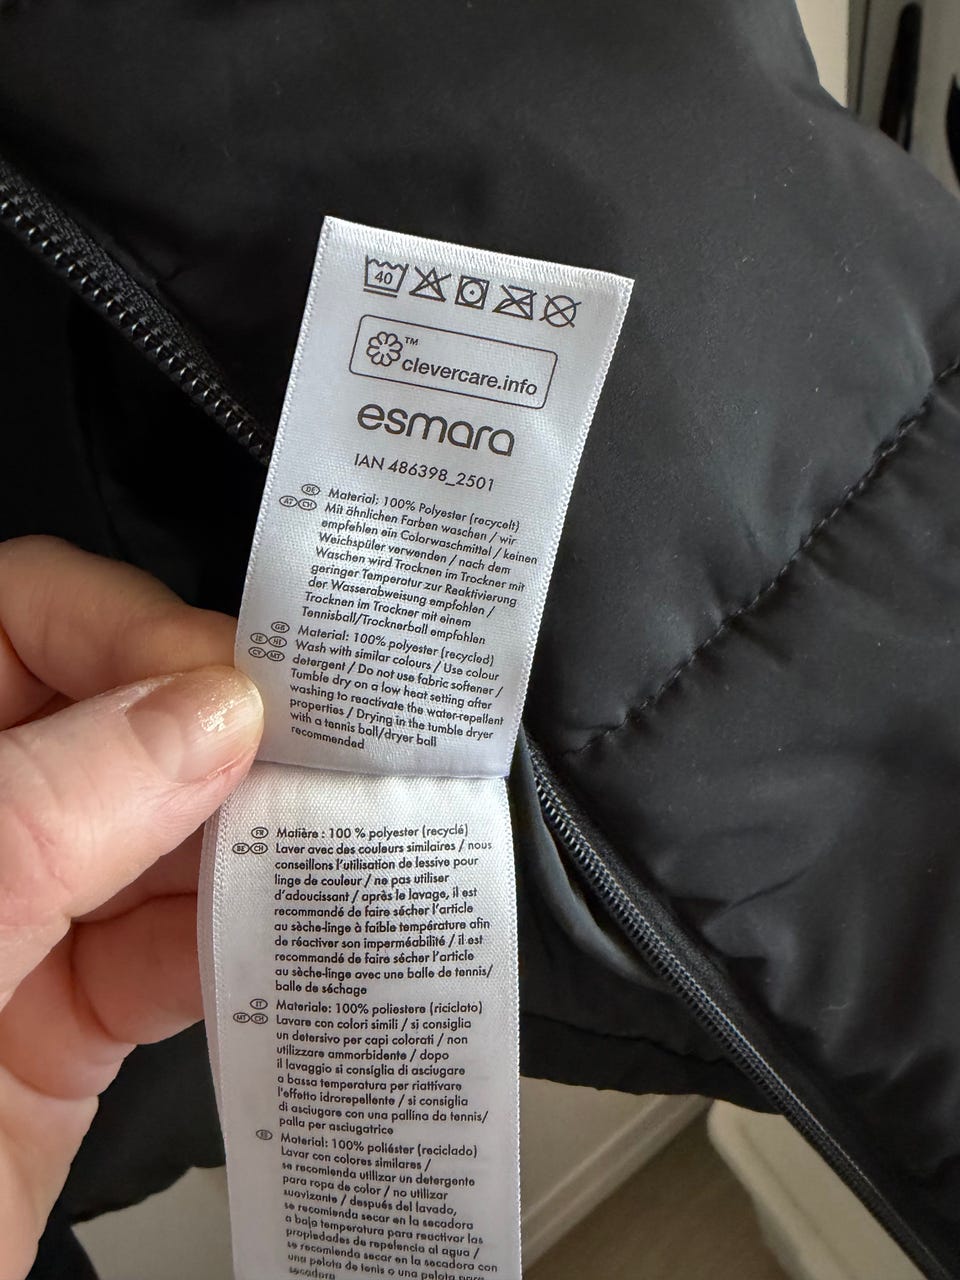 40
™
clevercare.info
esmara
IAN 486398_2501
DE Material: 100% Polyester (recycelt)
AT CH Mit ähnlichen Farben waschen / wir
empfehlen ein Colorwaschmittel / keinen
Weichspüler verwenden / nach dem
Waschen wird Trocknen im Trockner mit
geringer Temperatur zur Reaktivierung
der Wasserabweisung empfohlen /
Trocknen im Trockner mit einem
Tennisball/Trocknerball empfohlen
GB Material: 100% polyester (recycled)
IE NI Wash with similar colours / Use colour
CY MT detergent / Do not use fabric softener /
Tumble dry on a low heat setting after
washing to reactivate the water-repellent
properties / Drying in the tumble dryer
with a tennis ball/dryer ball
recommended
FR Matière : 100 % polyester (recyclé)
BE CH Laver avec des couleurs similaires / nous
conseillons l'utilisation de lessive pour
linge de couleur / ne pas utiliser
d'adoucissant / après le lavage, il est
recommandé de faire sécher l'article
au sèche-linge à faible température afin
de réactiver son imperméabilité / il est
recommandé de faire sécher l'article
au sèche-linge avec une balle de tennis/
balle de séchage
IT Materiale: 100% poliestere (riciclato)
MT CH Lavare con colori simili / si consiglia
un detersivo per capi colorati / non
utilizzare ammorbidente / dopo
il lavaggio si consiglia di asciugare
a bassa temperatura per riattivare
l'effetto idrorepellente / si consiglia
di asciugare con una pallina da tennis/
palla per asciugatrice
ES Material: 100% poliéster (reciclado)
Lavar con colores similares /
se recomienda utilizar un detergente
para ropa de color / no utilizar
suavizante / después del lavado,
se recomienda secar en la secadora
a baja temperatura para reactivar las
propiedades de repelencia al agua /
se recomienda secar en la secadora con
una pelota de tenis o una pelota para
secadora